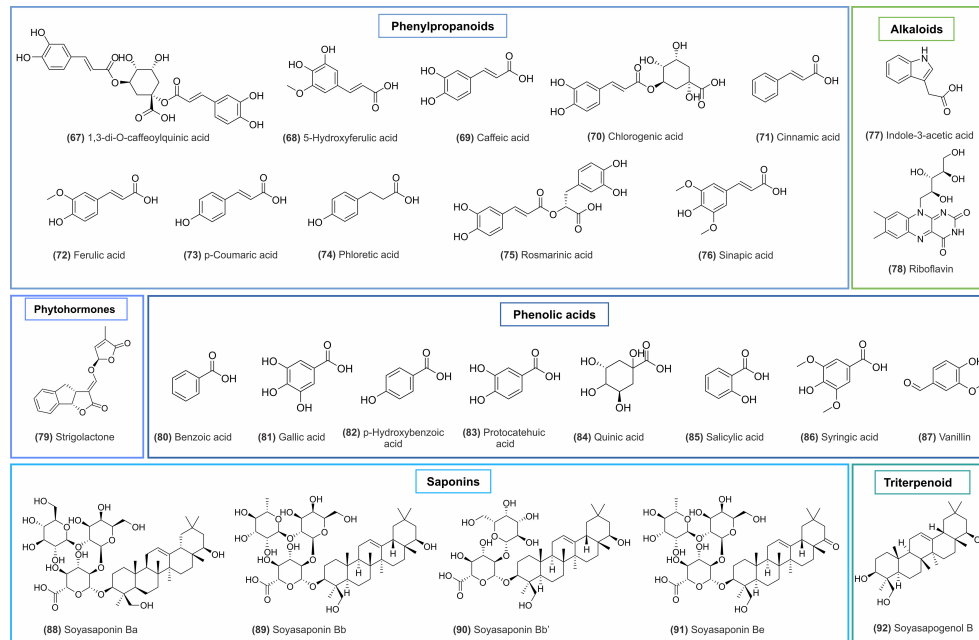 Phenylpropanoids
Alkaloids
(67) 1,3-di-O-caffeoylquinic acid
(68) 5-Hydroxyferulic acid
(69) Caffeic acid
(70) Chlorogenic acid
(71) Cinnamic acid
(77) Indole-3-acetic acid
(72) Ferulic acid
(73) p-Coumaric acid
(74) Phloretic acid
(75) Rosmarinic acid
(76) Sinapic acid
(78) Riboflavin
Phytohormones
Phenolic acids
(79) Strigolactone
(80) Benzoic acid
(81) Gallic acid
(82) p-Hydroxybenzoic
acid
(83) Protocatehuic
acid
(84) Quinic acid
(85) Salicylic acid
(86) Syringic acid
(87) Vanillin
Saponins
Triterpenoid
(88) Soyasaponin Ba
(89) Soyasaponin Bb
(90) Soyasaponin Bb'
(91) Soyasaponin Be
(92) Soyasapogenol B